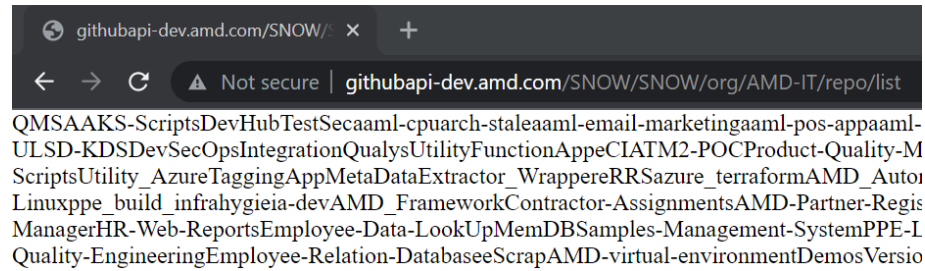 githubapi-dev.amd.com/SNOW/
Not secure | githubapi-dev.amd.com/SNOW/SNOW/org/AMD-IT/repo/list
QMSAAKS-ScriptsDevHubTestSecaaml-cpuarch-staleaaml-email-marketingaaml-pos-appaaml-
ULSD-KDSDevSecOpsIntegrationQualysUtilityFunctionAppeCIATM2-POCProduct-Quality-M
ScriptsUtility_AzureTaggingAppMetaDataExtractor_WrappereRRSazure_terraformAMD_Autor
Linuxppe_build_infrahygieia-devAMD_FrameworkContractor-AssignmentsAMD-Partner-Regis
ManagerHR-Web-ReportsEmployee-Data-LookUpMemDBSamples-Management-SystemPPE-L
Quality-EngineeringEmployee-Relation-DatabaseeScrapAMD-virtual-environmentDemosVersio